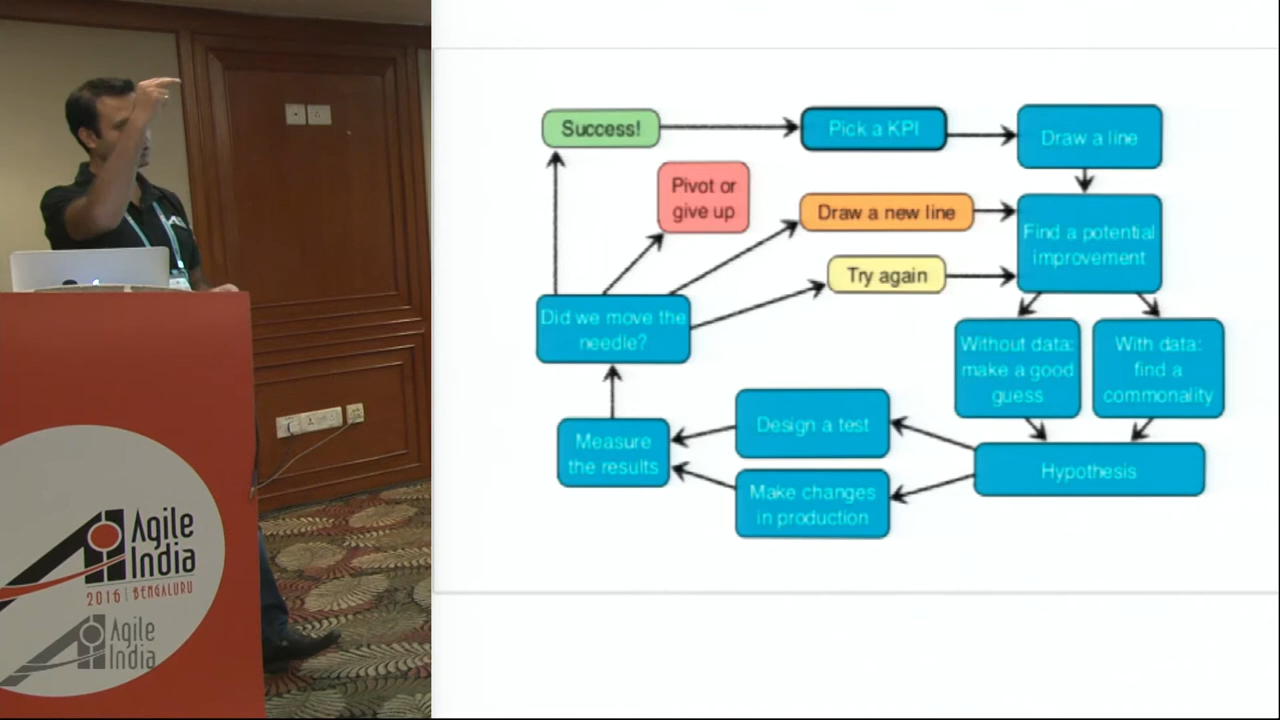 Success!
Pick a KPI
Draw a line
Pivot or
give up
Draw a new line
Find a potential
improvement
Try again
Did we move the
needle?
Without data:
make a good
guess
With data:
find a
commonality
Design a test
Measure
the results
Hypothesis
Make changes
in production
Agile
India
2016 | BENGALURU
Agile
India